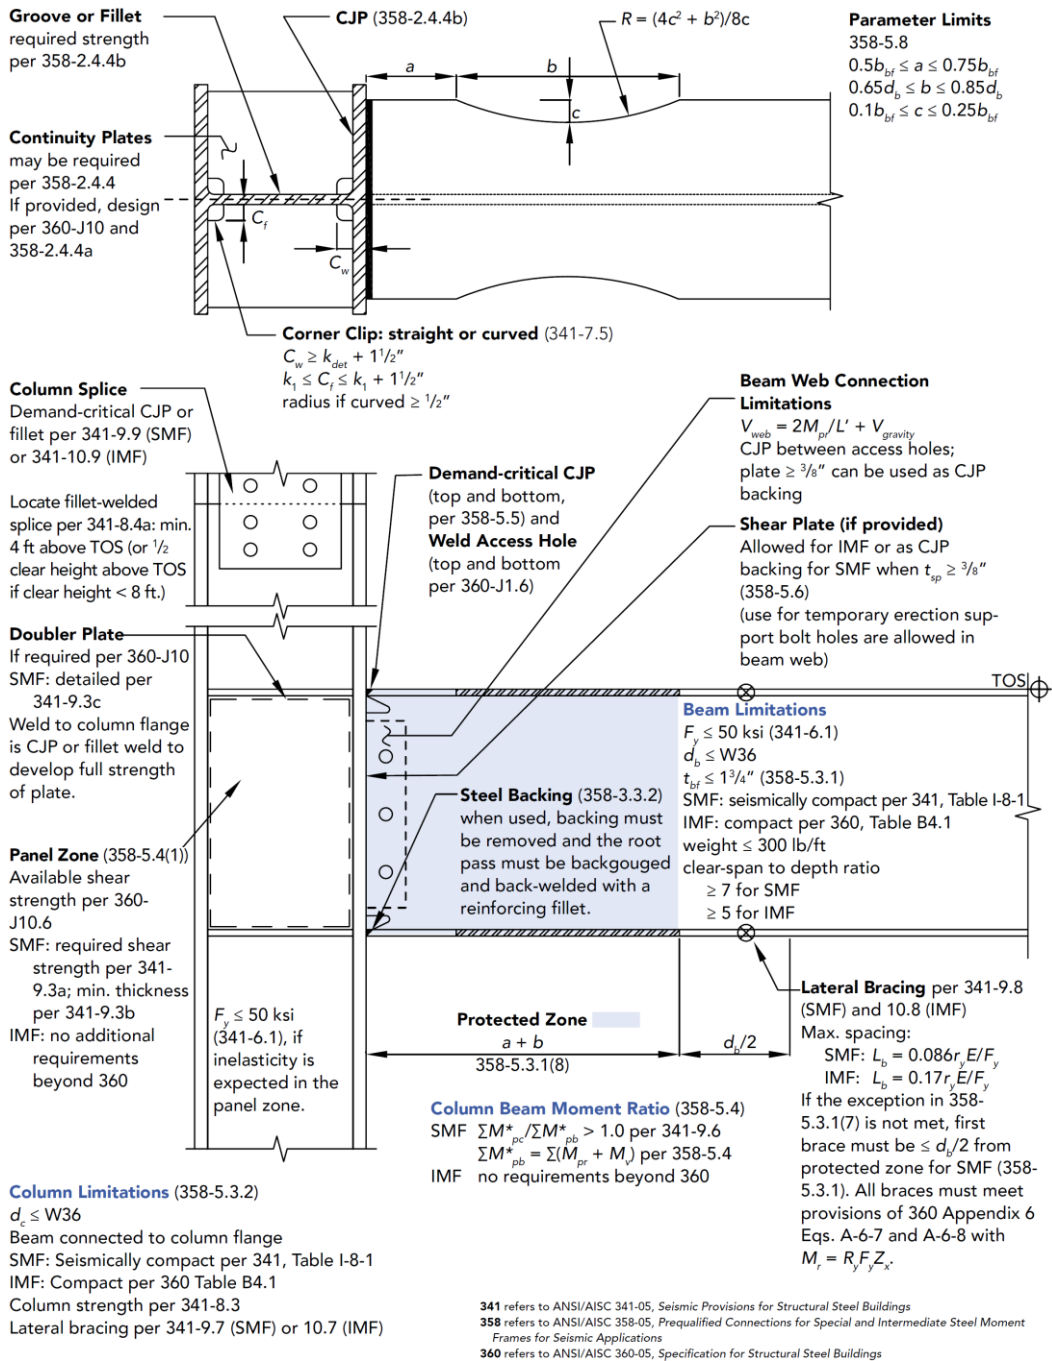 Groove or Fillet
required strength
per 358-2.4.4b
CJP (358-2.4.4b)
R = (4c² + b²)/8c
Parameter Limits
358-5.8
0.5b_bf ≤ a ≤ 0.75b_bf
0.65d_b ≤ b ≤ 0.85d_b
0.1b_bf ≤ c ≤ 0.25b_bf
a
b
c
Continuity Plates
may be required
per 358-2.4.4
If provided, design
per 360-J10 and
358-2.4.4a
C_f
C_w
Corner Clip: straight or curved (341-7.5)
C_w ≥ k_det + 1 1/2"
k_1 ≤ C_f ≤ k_1 + 1 1/2"
radius if curved ≥ 1/2"
Column Splice
Demand-critical CJP or
fillet per 341-9.9 (SMF)
or 341-10.9 (IMF)
Locate fillet-welded
splice per 341-8.4a: min.
4 ft above TOS (or 1/2
clear height above TOS
if clear height < 8 ft.)
Demand-critical CJP
(top and bottom,
per 358-5.5) and
Weld Access Hole
(top and bottom
per 360-J1.6)
Beam Web Connection
Limitations
V_web = 2M_pr/L' + V_gravity
CJP between access holes;
plate ≥ 3/8" can be used as CJP
backing
Shear Plate (if provided)
Allowed for IMF or as CJP
backing for SMF when t_sp ≥ 3/8"
(358-5.6)
(use for temporary erection sup-
port bolt holes are allowed in
beam web)
TOS
Doubler Plate
If required per 360-J10
SMF: detailed per
341-9.3c
Weld to column flange
is CJP or fillet weld to
develop full strength
of plate.
Beam Limitations
F_y ≤ 50 ksi (341-6.1)
d_b ≤ W36
t_bf ≤ 1 3/4" (358-5.3.1)
SMF: seismically compact per 341, Table I-8-1
IMF: compact per 360, Table B4.1
weight ≤ 300 lb/ft
clear-span to depth ratio
≥ 7 for SMF
≥ 5 for IMF
Steel Backing (358-3.3.2)
when used, backing must
be removed and the root
pass must be backgouged
and back-welded with a
reinforcing fillet.
Panel Zone (358-5.4(1))
Available shear
strength per 360-
J10.6
SMF: required shear
strength per 341-
9.3a; min. thickness
per 341-9.3b
IMF: no additional
requirements
beyond 360
F_y ≤ 50 ksi
(341-6.1), if
inelasticity is
expected in the
panel zone.
Protected Zone
a + b
358-5.3.1(8)
d_b/2
Lateral Bracing per 341-9.8
(SMF) and 10.8 (IMF)
Max. spacing:
SMF: L_b = 0.086r_yE/F_y
IMF: L_b = 0.17r_yE/F_y
If the exception in 358-
5.3.1(7) is not met, first
brace must be ≤ d_b/2 from
protected zone for SMF (358-
5.3.1). All braces must meet
provisions of 360 Appendix 6
Eqs. A-6-7 and A-6-8 with
M_r = R_yF_yZ_x.
Column Beam Moment Ratio (358-5.4)
SMF ΣM*_pc/ΣM*_pb > 1.0 per 341-9.6
ΣM*_pb = Σ(M_pr + M_v) per 358-5.4
IMF no requirements beyond 360
Column Limitations (358-5.3.2)
d_c ≤ W36
Beam connected to column flange
SMF: Seismically compact per 341, Table I-8-1
IMF: Compact per 360 Table B4.1
Column strength per 341-8.3
Lateral bracing per 341-9.7 (SMF) or 10.7 (IMF)
341 refers to ANSI/AISC 341-05, Seismic Provisions for Structural Steel Buildings
358 refers to ANSI/AISC 358-05, Prequalified Connections for Special and Intermediate Steel Moment
Frames for Seismic Applications
360 refers to ANSI/AISC 360-05, Specification for Structural Steel Buildings